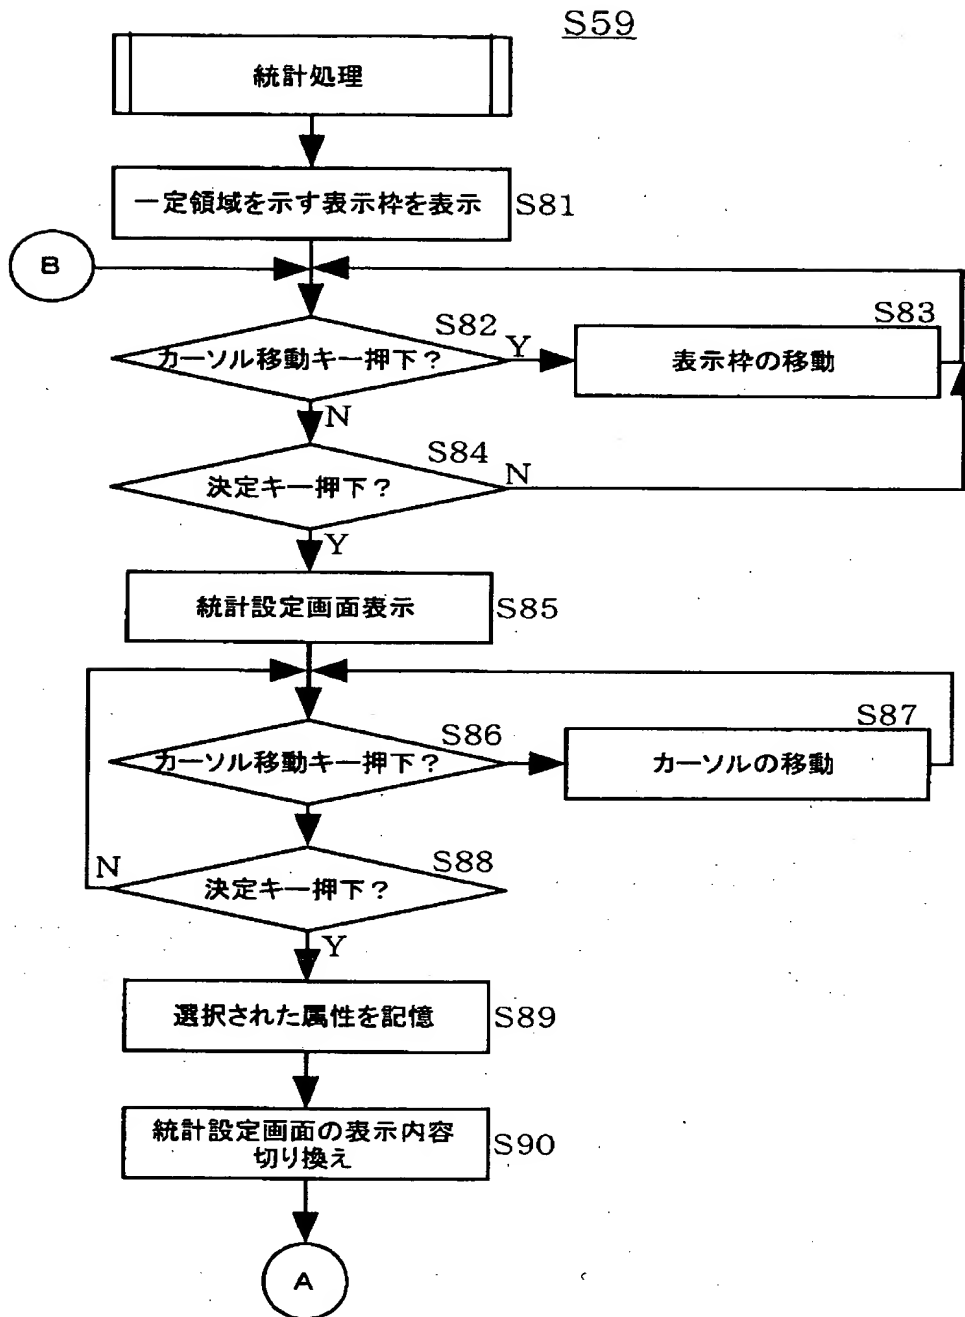 S59
統計処理
一定領域を示す表示枠を表示
S81
B
S82
カーソル移動キー押下?
Y
S83
表示枠の移動
N
S84
決定キー押下?
N
Y
統計設定画面表示
S85
S86
カーソル移動キー押下?
S87
カーソルの移動
S88
N
決定キー押下?
Y
選択された属性を記憶
S89
統計設定画面の表示内容
切り換え
S90
A